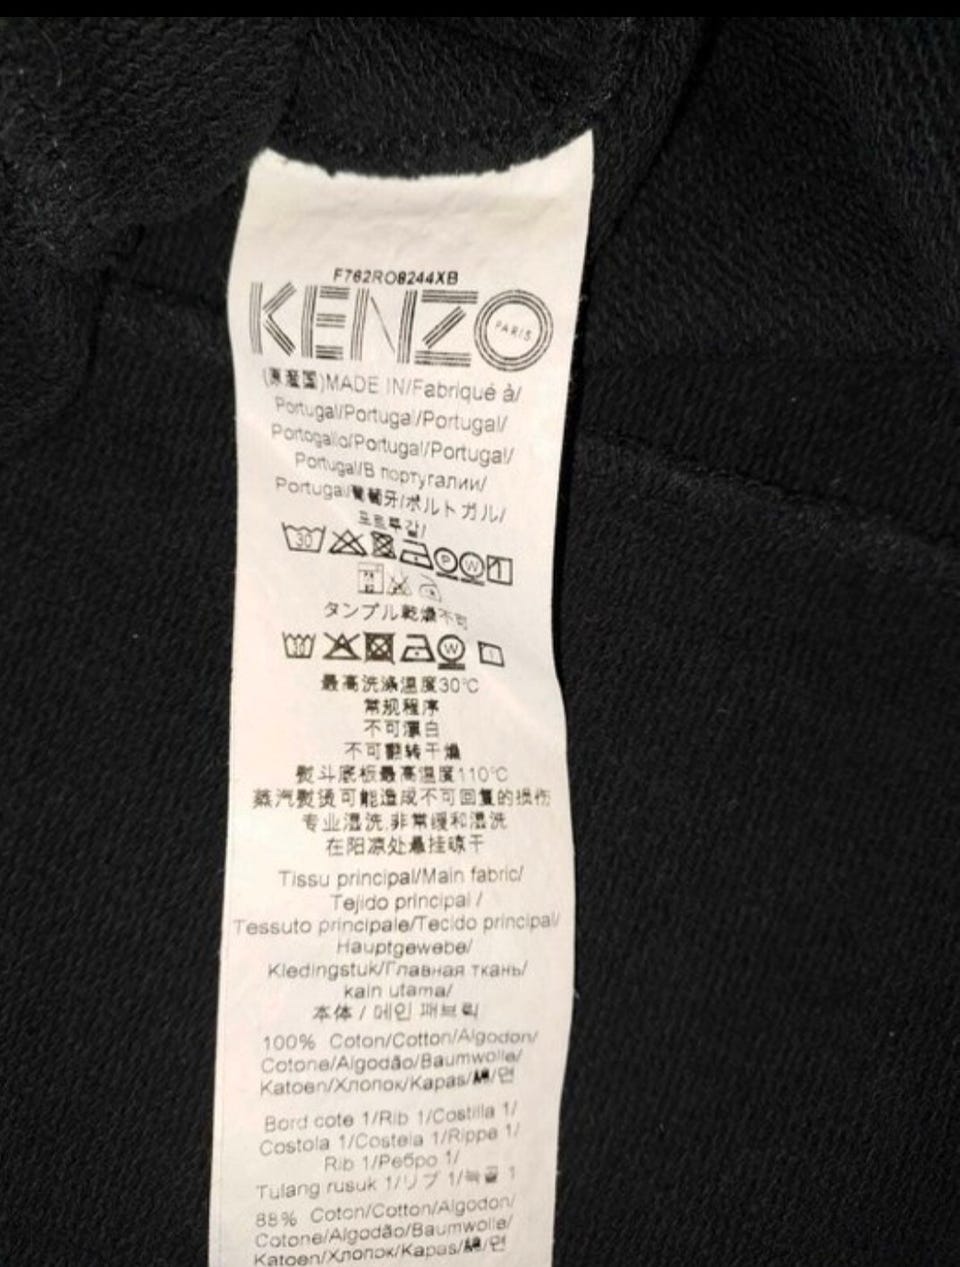 F762RO8244XB
KENZO
PARIS
(原産国)MADE IN/Fabriqué à/
Portugal/Portugal/Portugal/
Portogallo/Portugal/Portugal/
Portugal/В португалии/
Portugal/葡萄牙/ポルトガル/
포르투갈/
30 P W
タンブル乾燥不可
30 W
最高洗涤温度30°C
常规程序
不可漂白
不可翻转干燥
熨斗底板最高温度110°C
蒸汽熨烫可能造成不可回复的损伤
专业湿洗.非常缓和湿洗
在阳凉处悬挂晾干
Tissu principal/Main fabric/
Tejido principal /
Tessuto principale/Tecido principal/
Hauptgewebe/
Kledingstuk/Главная ткань/
kain utama/
本体 / 메인 패브릭
100% Coton/Cotton/Algodon/
Cotone/Algodão/Baumwolle/
Katoen/Хлопок/Kapas/綿/면
Bord cote 1/Rib 1/Costilla 1/
Costola 1/Costela 1/Rippe 1/
Rib 1/Ребро 1/
Tulang rusuk 1/リブ 1/늑골 1
88% Coton/Cotton/Algodon/
Cotone/Algodão/Baumwolle/
Katoen/Хлопок/Kapas/綿/면